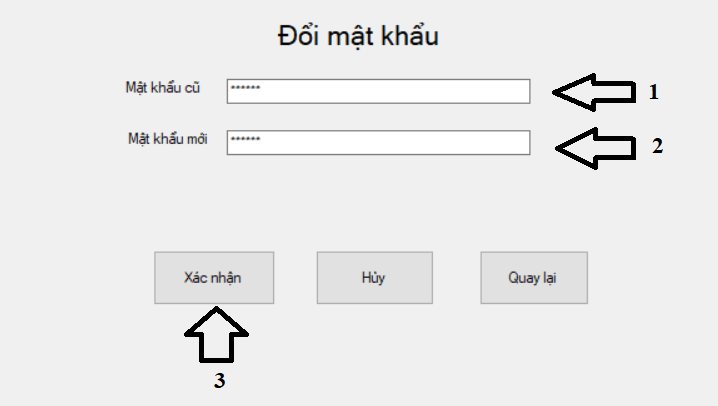 Đổi mật khẩu
Mật khẩu cũ ****** 1
Mật khẩu mới ****** 2
Xác nhận Hủy Quay lại
3